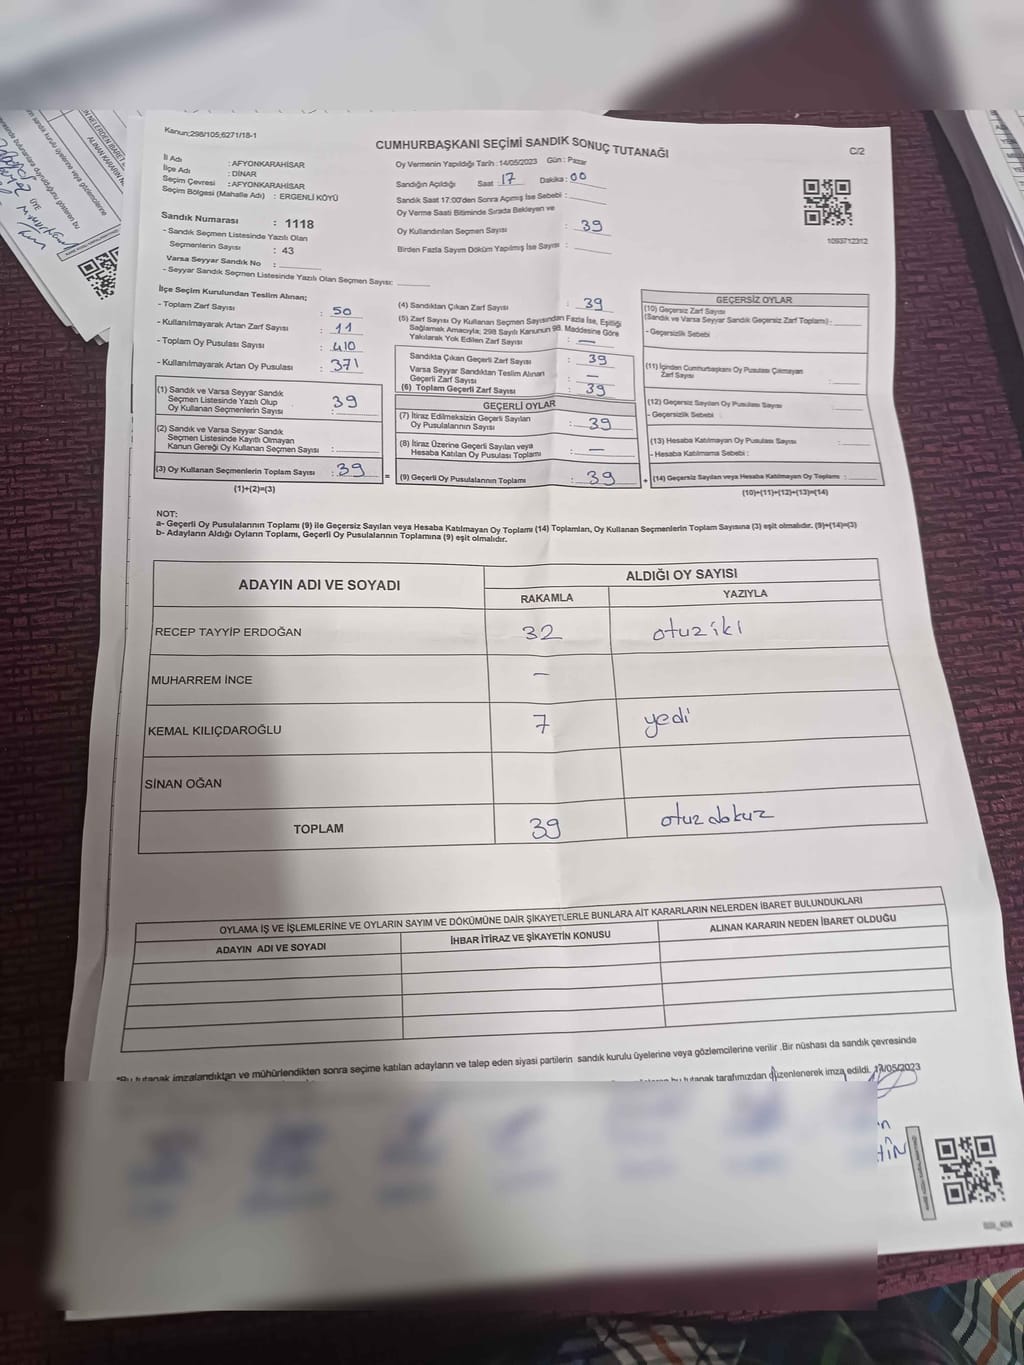 Kanun;298/105;6271/18-1
CUMHURBAŞKANI SEÇİMİ SANDIK SONUÇ TUTANAĞI
C/2
İl Adı : AFYONKARAHİSAR
İlçe Adı : DİNAR
Seçim Çevresi : AFYONKARAHİSAR
Seçim Bölgesi (Mahalle Adı) : ERGENLİ KÖYÜ
Sandık Numarası : 1118
- Sandık Seçmen Listesinde Yazılı Olan
Seçmenlerin Sayısı : 43
Varsa Seyyar Sandık No :
- Seyyar Sandık Seçmen Listesinde Yazılı Olan Seçmen Sayısı:
Oy Vermenin Yapıldığı Tarih : 14/05/2023 Gün : Pazar
Sandığın Açıldığı Saat 17 Dakika : 00
Sandık Saat 17:00'den Sonra Açımış İse Sebebi :
Oy Verme Saati Bitiminde Sırada Bekleyen ve
Oy Kullandırılan Seçmen Sayısı : 39
Birden Fazla Sayım Döküm Yapılmış İse Sayısı :
1093712312
İlçe Seçim Kurulundan Teslim Alınan;
- Toplam Zarf Sayısı : 50
- Kullanılmayarak Artan Zarf Sayısı : 11
- Toplam Oy Pusulası Sayısı : 410
- Kullanılmayarak Artan Oy Pusulası : 371
(1) Sandık ve Varsa Seyyar Sandık
Seçmen Listesinde Yazılı Olup
Oy Kullanan Seçmenlerin Sayısı : 39
(2) Sandık ve Varsa Seyyar Sandık
Seçmen Listesinde Kayıtlı Olmayan
Kanun Gereği Oy Kullanan Seçmen Sayısı :
(3) Oy Kullanan Seçmenlerin Toplam Sayısı : 39 =
(1)+(2)=(3)
(4) Sandıktan Çıkan Zarf Sayısı : 39
(5) Zarf Sayısı Oy Kullanan Seçmen Sayısından Fazla İse, Eşitliği
Sağlamak Amacıyla; 298 Sayılı Kanunun 98. Maddesine Göre
Yakılarak Yok Edilen Zarf Sayısı : —
Sandıkta Çıkan Geçerli Zarf Sayısı : 39
Varsa Seyyar Sandıktan Teslim Alınan
Geçerli Zarf Sayısı : —
(6) Toplam Geçerli Zarf Sayısı : 39
GEÇERLİ OYLAR
(7) İtiraz Edilmeksizin Geçerli Sayılan
Oy Pusulalarının Sayısı : 39
(8) İtiraz Üzerine Geçerli Sayılan veya
Hesaba Katılan Oy Pusulası Toplamı : —
(9) Geçerli Oy Pusulalarının Toplamı : 39 +
GEÇERSİZ OYLAR
(10) Geçersiz Zarf Sayısı
(Sandık ve Varsa Seyyar Sandık Geçersiz Zarf Toplamı) :
- Geçersizlik Sebebi :
(11) İçinden Cumhurbaşkanı Oy Pusulası Çıkmayan
Zarf Sayısı :
(12) Geçersiz Sayılan Oy Pusulası Sayısı :
- Geçersizlik Sebebi :
(13) Hesaba Katılmayan Oy Pusulası Sayısı :
- Hesaba Katılmama Sebebi :
(14) Geçersiz Sayılan veya Hesaba Katılmayan Oy Toplamı :
(10)+(11)+(12)+(13)=(14)
NOT:
a- Geçerli Oy Pusulalarının Toplamı (9) ile Geçersiz Sayılan veya Hesaba Katılmayan Oy Toplamı (14) Toplamları, Oy Kullanan Seçmenlerin Toplam Sayısına (3) eşit olmalıdır. (9)+(14)=(3)
b- Adayların Aldığı Oyların Toplamı, Geçerli Oy Pusulalarının Toplamına (9) eşit olmalıdır.
ADAYIN ADI VE SOYADI
ALDIĞI OY SAYISI
RAKAMLA YAZIYLA
RECEP TAYYİP ERDOĞAN 32 otuz iki
MUHARREM İNCE —
KEMAL KILIÇDAROĞLU 7 yedi
SİNAN OĞAN
TOPLAM 39 otuz dokuz
OYLAMA İŞ VE İŞLEMLERİNE VE OYLARIN SAYIM VE DÖKÜMÜNE DAİR ŞİKAYETLERLE BUNLARA AİT KARARLARIN NELERDEN İBARET BULUNDUKLARI
ADAYIN ADI VE SOYADI İHBAR İTİRAZ VE ŞİKAYETİN KONUSU ALINAN KARARIN NEDEN İBARET OLDUĞU
*Bu tutanak imzalandıktan ve mühürlendikten sonra seçime katılan adayların ve talep eden siyasi partilerin sandık kurulu üyelerine veya gözlemcilerine verilir .Bir nüshası da sandık çevresinde
bu tutanak tarafımızdan düzenlenerek imza edildi. 14/05/2023